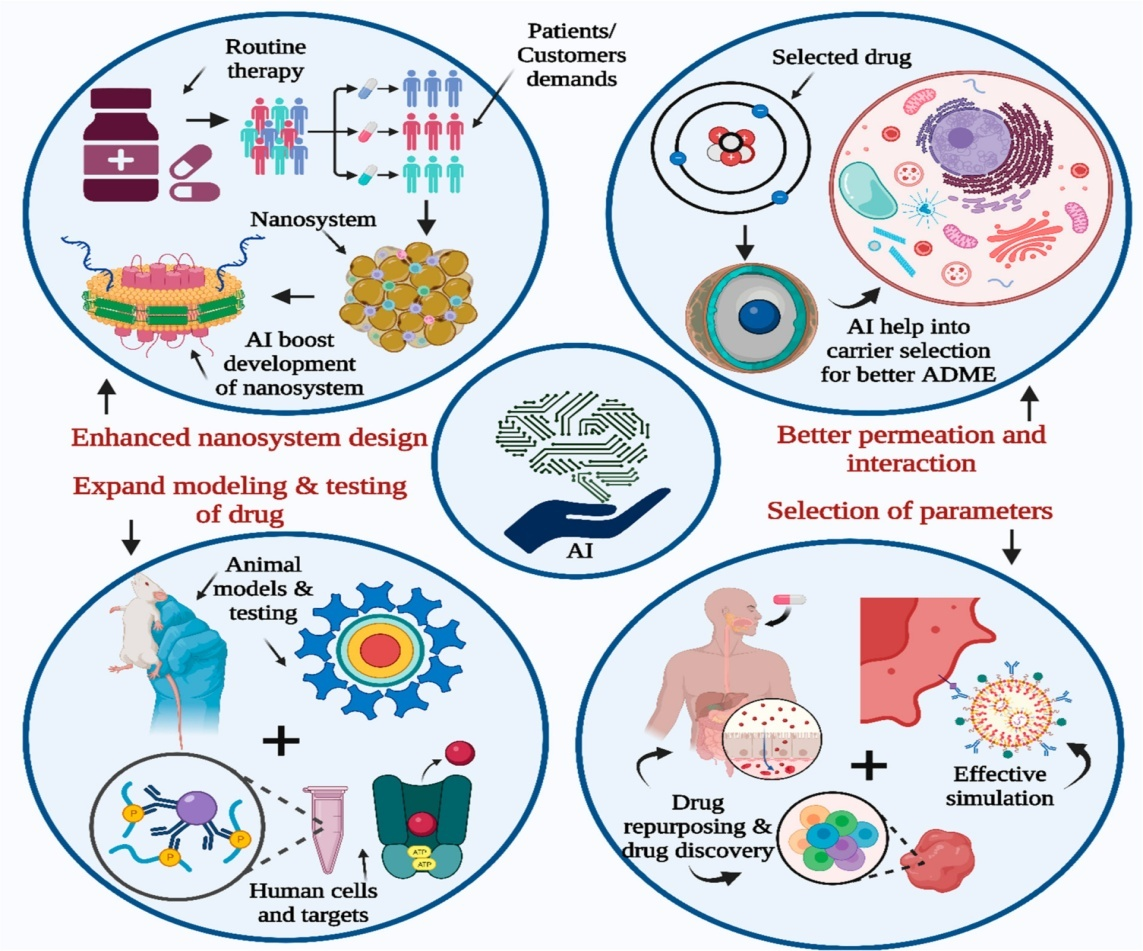 Routine
therapy
Patients/
Customers
demands
Nanosystem
AI boost
development
of nanosystem
Enhanced nanosystem design
Selected drug
AI help into
carrier selection
for better ADME
Better permeation and
interaction
AI
Expand modeling & testing
of drug
Animal
models &
testing
P
P
P
ATP
ATP
Human cells
and targets
Selection of parameters
Drug
repurposing &
drug discovery
Effective
simulation